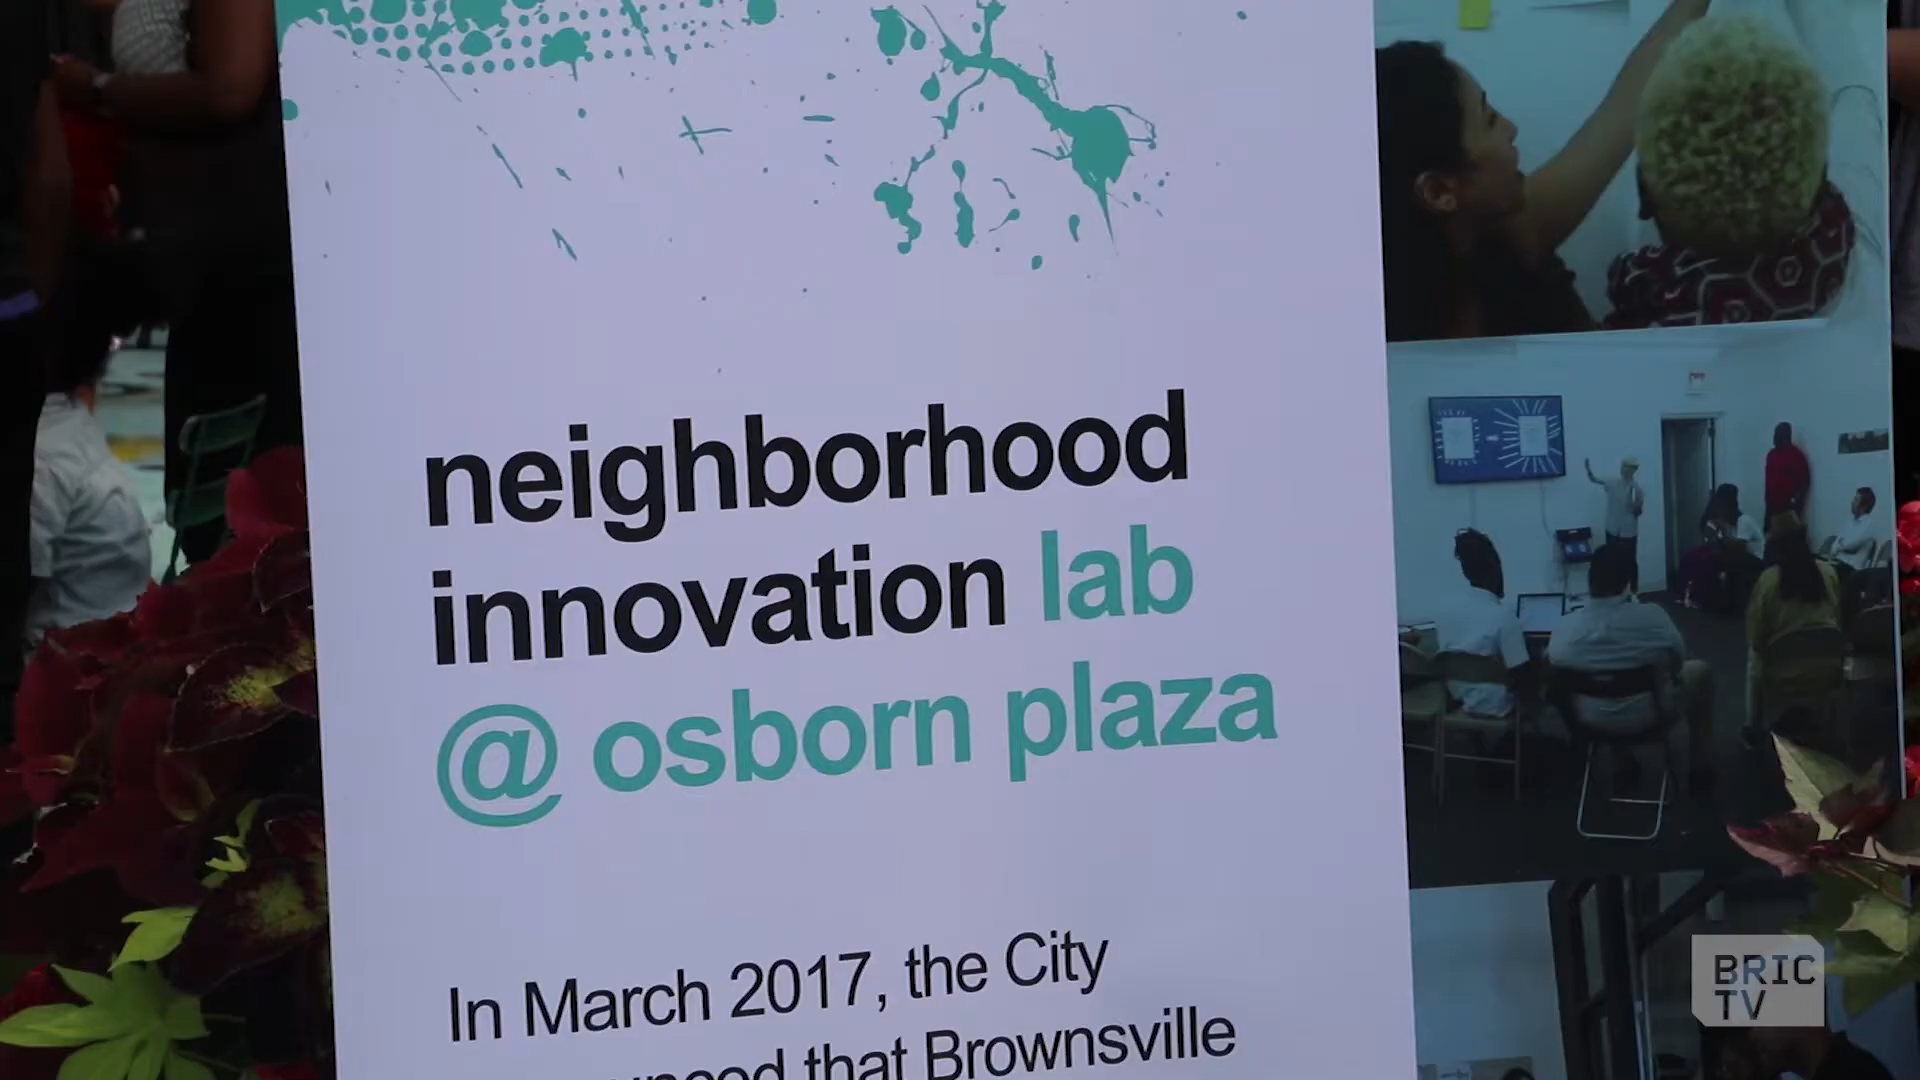 neighborhood
innovation lab
@ osborn plaza
In March 2017, the City
that Brownsville
BRIC
TV